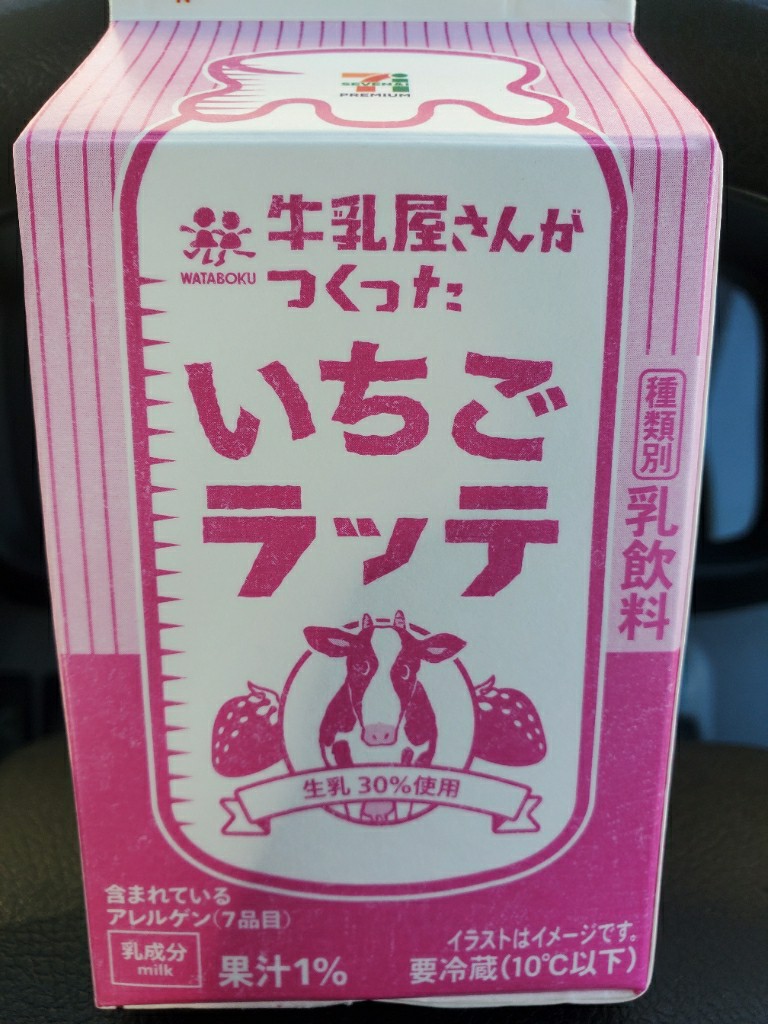 7i
SEVEN&i
PREMIUM
牛乳屋さんが
つくった
WATABOKU
いちご
ラッテ
種類別
乳飲料
生乳 30%使用
含まれている
アレルゲン(7品目)
乳成分
milk
果汁1%
イラストはイメージです。
要冷蔵(10℃以下)